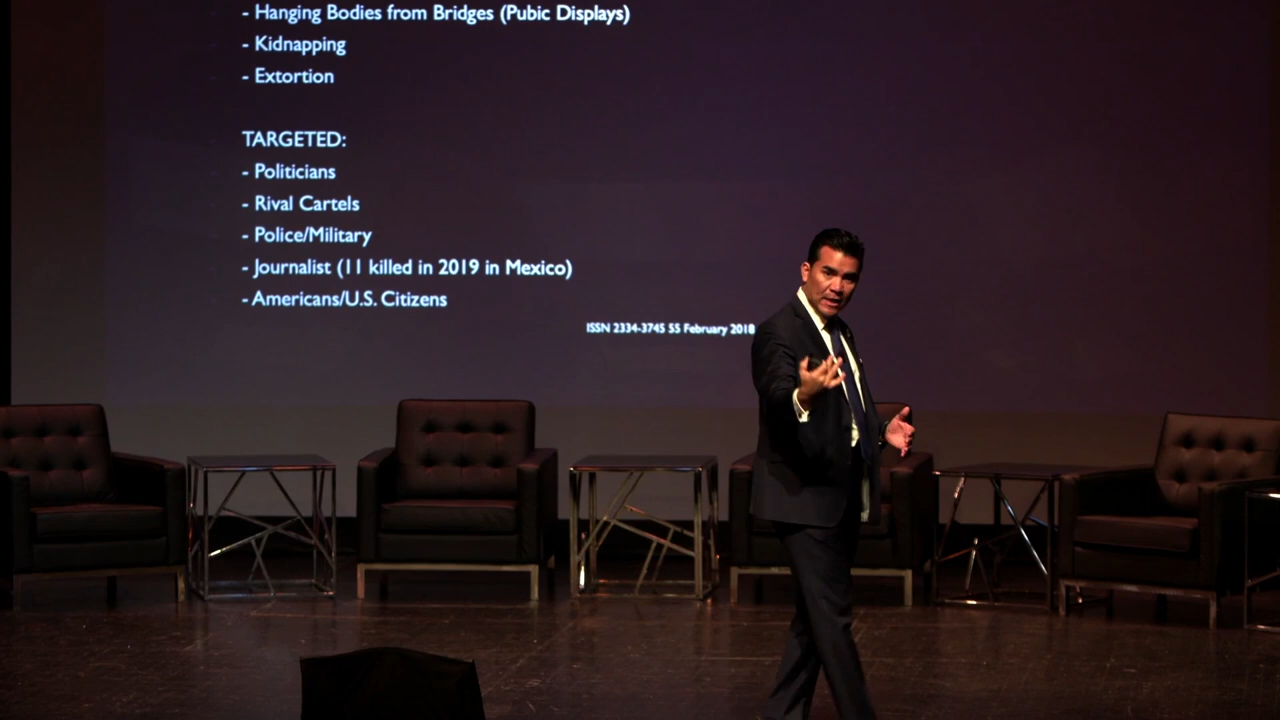 - Hanging Bodies from Bridges (Pubic Displays)
- Kidnapping
- Extortion
TARGETED:
- Politicians
- Rival Cartels
- Police/Military
- Journalist (11 killed in 2019 in Mexico)
- Americans/U.S. Citizens
ISSN 2334-3745 55 February 2018